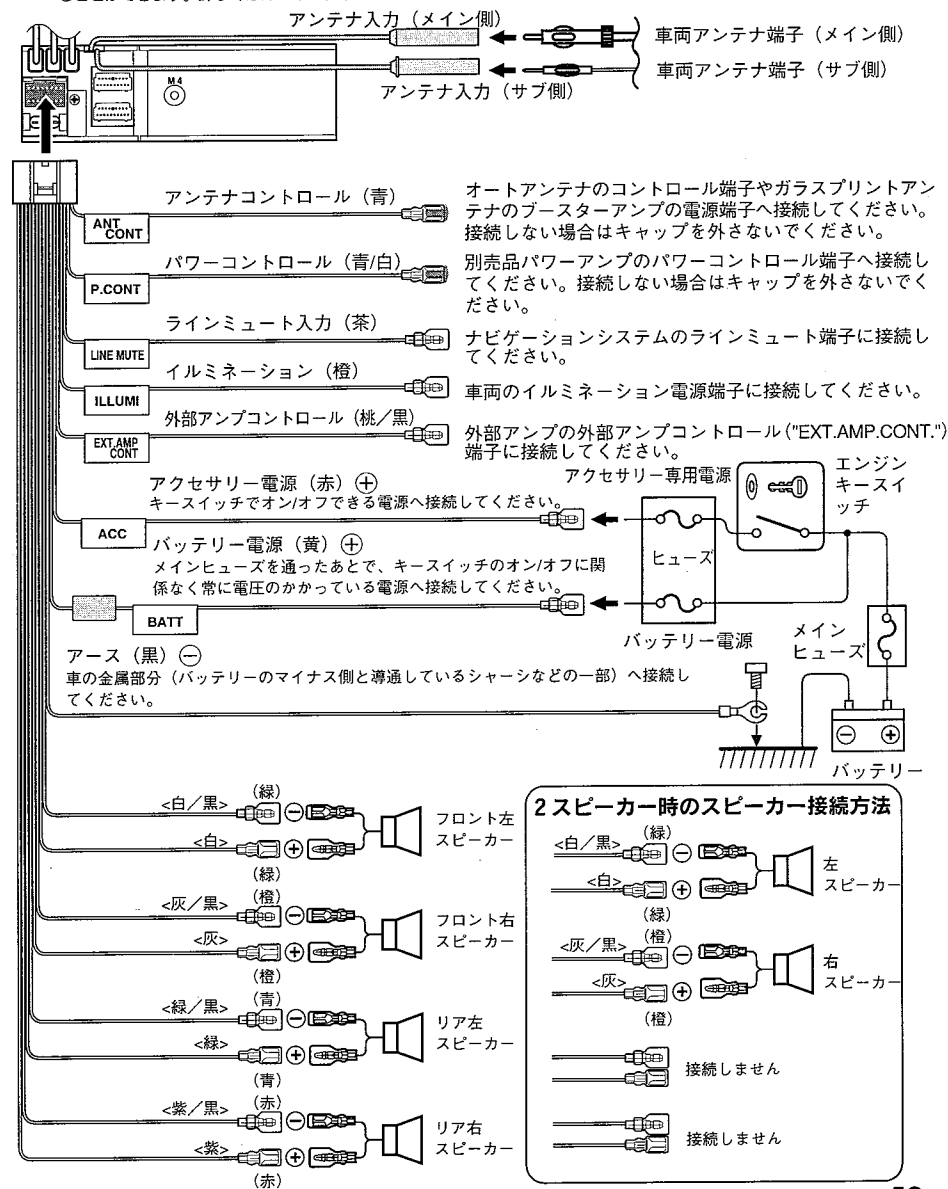 アンテナ入力（メイン側）
車両アンテナ端子（メイン側）
車両アンテナ端子（サブ側）
アンテナ入力（サブ側）
M4
アンテナコントロール（青）
ANT
CONT
オートアンテナのコントロール端子やガラスプリントアン
テナのブースターアンプの電源端子へ接続してください。
接続しない場合はキャップを外さないでください。
パワーコントロール（青/白）
P.CONT
別売品パワーアンプのパワーコントロール端子へ接続し
てください。接続しない場合はキャップを外さないでく
ださい。
ラインミュート入力（茶）
LINE MUTE
ナビゲーションシステムのラインミュート端子に接続し
てください。
イルミネーション（橙）
ILLUMI
車両のイルミネーション電源端子に接続してください。
外部アンプコントロール（桃／黒）
EXT.AMP
CONT
外部アンプの外部アンプコントロール("EXT.AMP.CONT.")
端子に接続してください。
アクセサリー電源（赤）⊕
キースイッチでオン/オフできる電源へ接続してください。
ACC
アクセサリー専用電源
エンジン
キースイ
ッチ
ヒューズ
バッテリー電源（黄）⊕
メインヒューズを通ったあとで、キースイッチのオン/オフに関
係なく常に電圧のかかっている電源へ接続してください。
BATT
バッテリー電源
メイン
ヒューズ
アース（黒）⊖
車の金属部分（バッテリーのマイナス側と導通しているシャーシなどの一部）へ接続し
てください。
⊖ ⊕
バッテリー
<白／黒>
(緑)
⊖
<白>
⊕
(緑)
フロント左
スピーカー
<灰／黒>
(橙)
⊖
<灰>
⊕
(橙)
フロント右
スピーカー
<緑／黒>
(青)
⊖
<緑>
⊕
(青)
リア左
スピーカー
<紫／黒>
(赤)
⊖
<紫>
⊕
(赤)
リア右
スピーカー
2スピーカー時のスピーカー接続方法
<白／黒>
(緑)
⊖
<白>
⊕
(緑)
左
スピーカー
<灰／黒>
(橙)
⊖
<灰>
⊕
(橙)
右
スピーカー
接続しません
接続しません